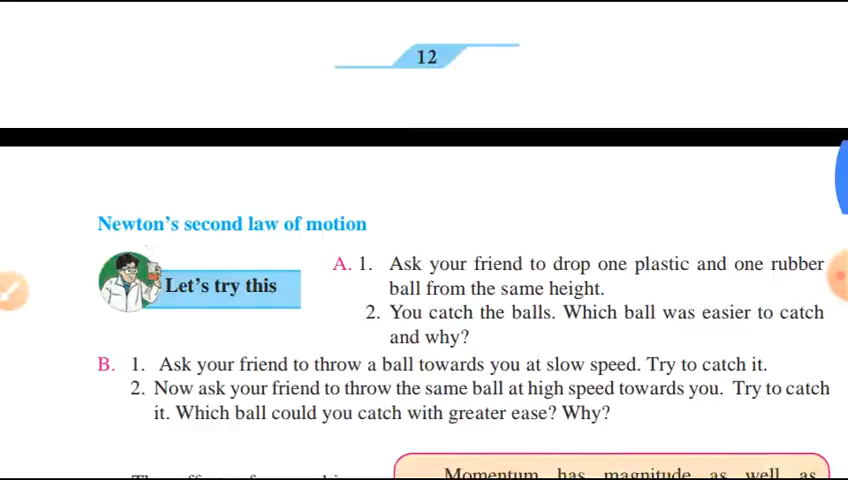 12
Newton's second law of motion
Let's try this
A. 1. Ask your friend to drop one plastic and one rubber
ball from the same height.
2. You catch the balls. Which ball was easier to catch
and why?
B. 1. Ask your friend to throw a ball towards you at slow speed. Try to catch it.
2. Now ask your friend to throw the same ball at high speed towards you. Try to catch
it. Which ball could you catch with greater ease? Why?
Momentum has magnitude as well as